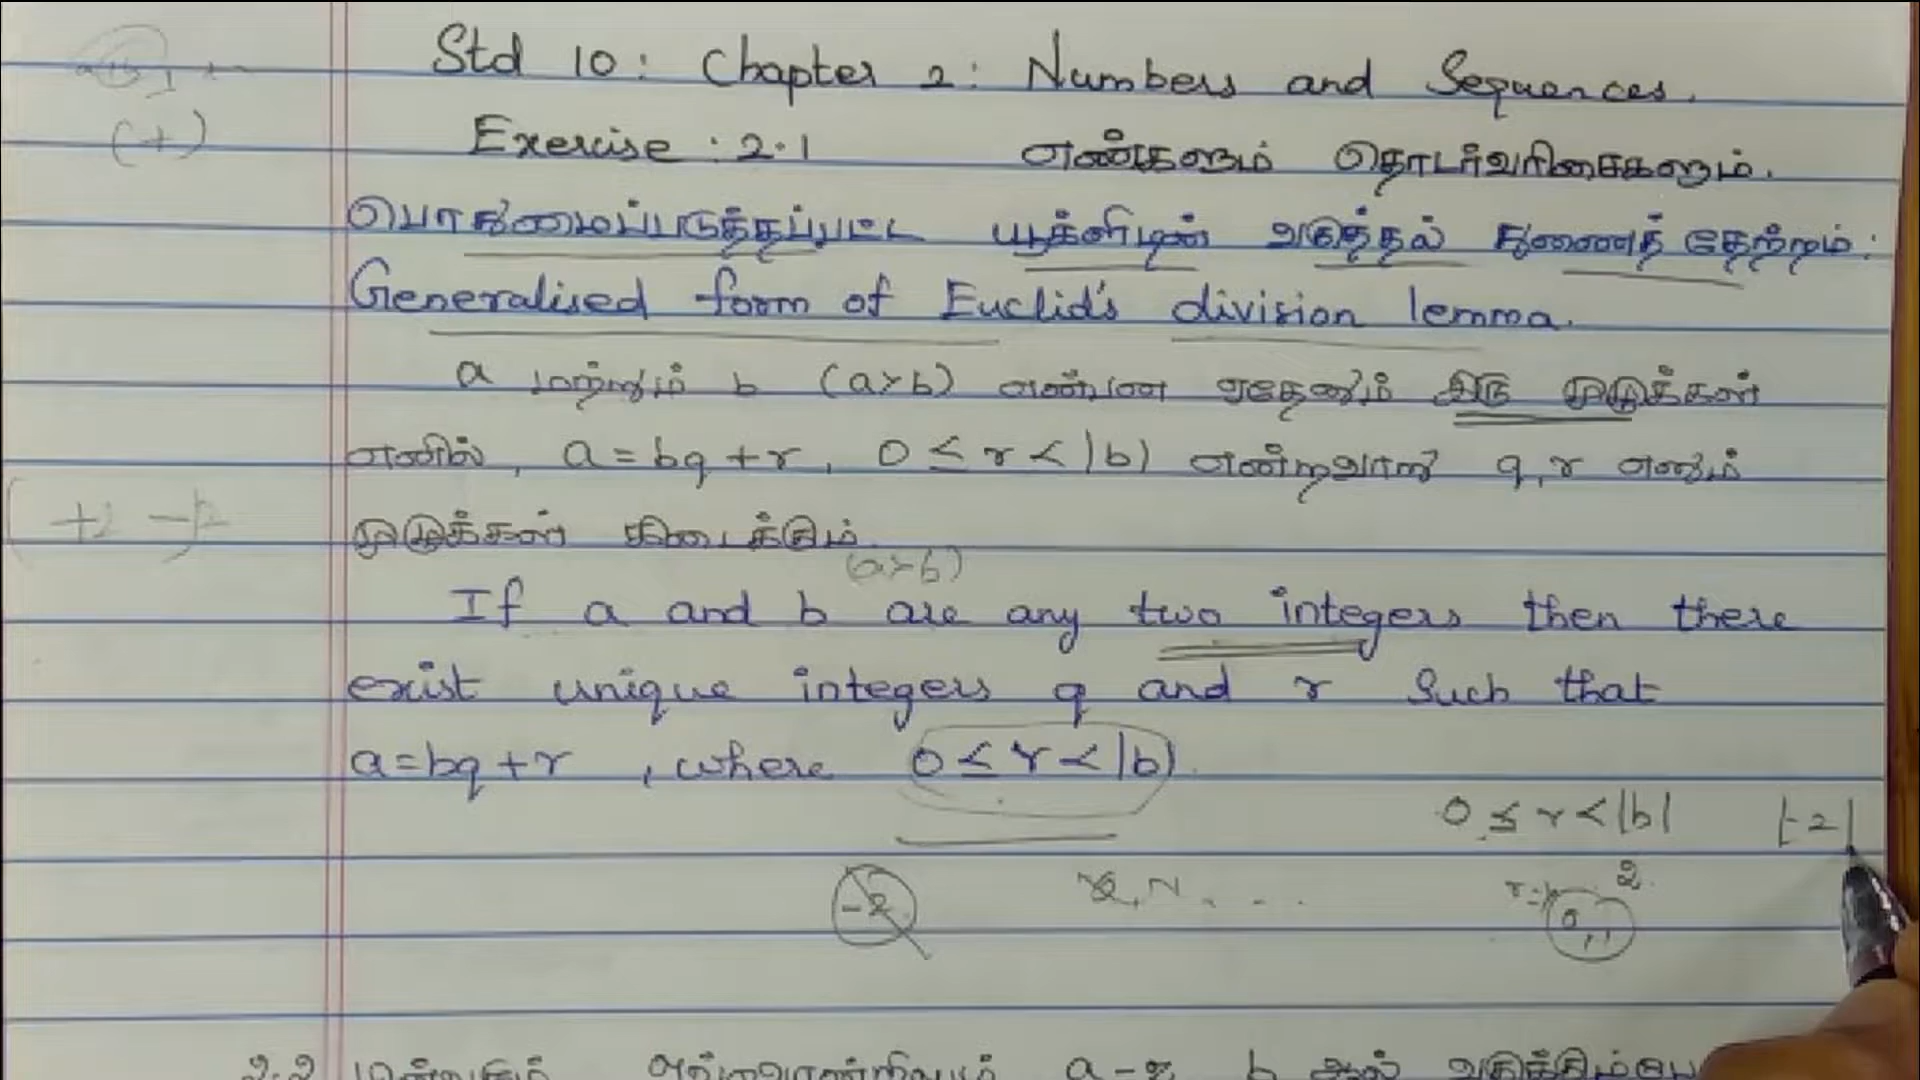 Std 10: Chapter 2: Numbers and Sequences.
(+)
Exercise: 2.1 எண்களும் தொடர்வரிசைகளும்.
பொதுமைப்படுத்தப்பட்ட யூக்ளிடின் வகுத்தல் துணைத் தேற்றம்:
Generalised form of Euclid's division lemma.
a மற்றும் b (a>b) என்பன ஏதேனும் இரு முழுக்கள்
எனில், a = bq + r, 0 ≤ r < |b| என்றவாறு q, r எனும்
முழுக்கள் கிடைக்கும்.
(a>b)
If a and b are any two integers then there
exist unique integers q and r such that
a = bq + r, where 0 ≤ r < |b|.
0 ≤ r < |b| |-2|
-2 2
0, 1
2.2 a-ஐ b ஆல்